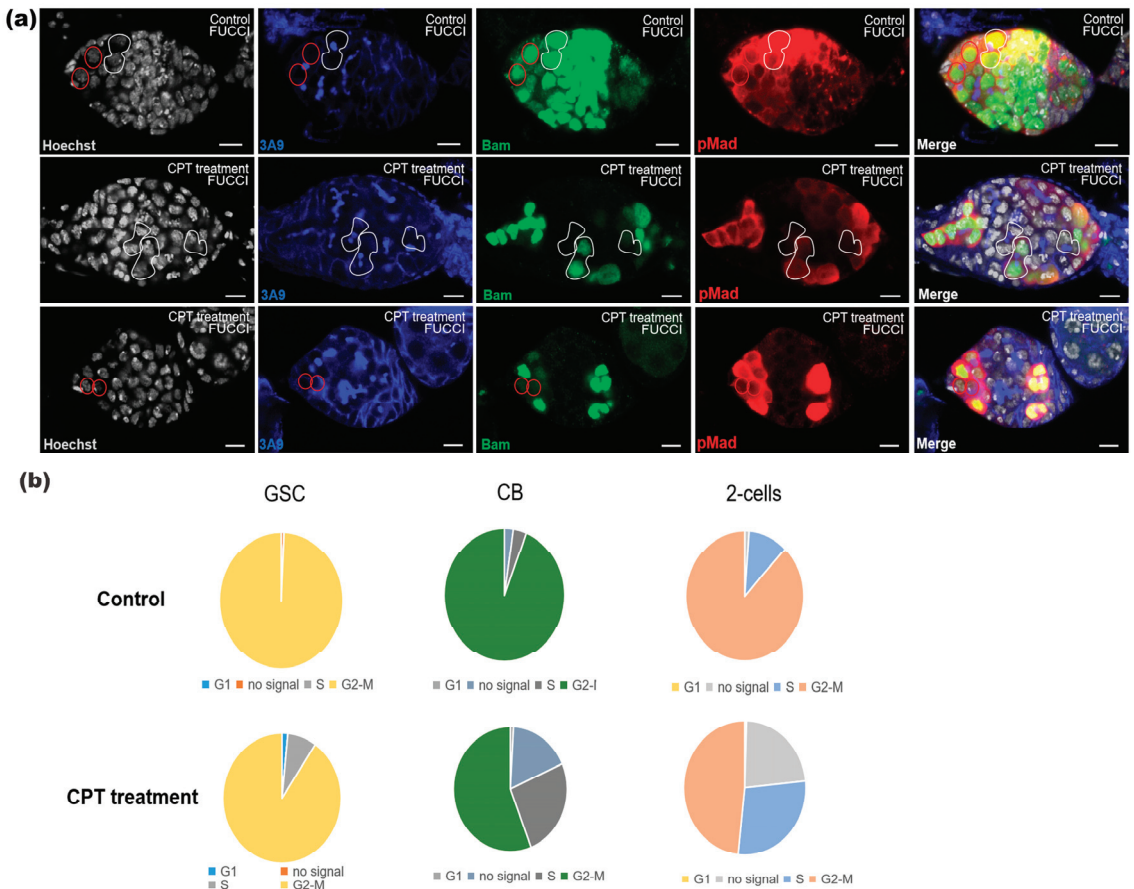 (a)
Control
FUCCI
Control
FUCCI
Control
FUCCI
Control
FUCCI
Control
FUCCI
Hoechst
3A9
Bam
pMad
Merge
CPT treatment
FUCCI
CPT treatment
FUCCI
CPT treatment
FUCCI
CPT treatment
FUCCI
CPT treatment
FUCCI
Hoechst
3A9
Bam
pMad
Merge
CPT treatment
FUCCI
CPT treatment
FUCCI
CPT treatment
FUCCI
CPT treatment
FUCCI
CPT treatment
FUCCI
Hoechst
3A9
Bam
pMad
Merge
(b)
GSC
CB
2-cells
Control
G1 no signal S G2-M
G1 no signal S G2-I
G1 no signal S G2-M
CPT treatment
G1 no signal
S G2-M
G1 no signal S G2-M
G1 no signal S G2-M